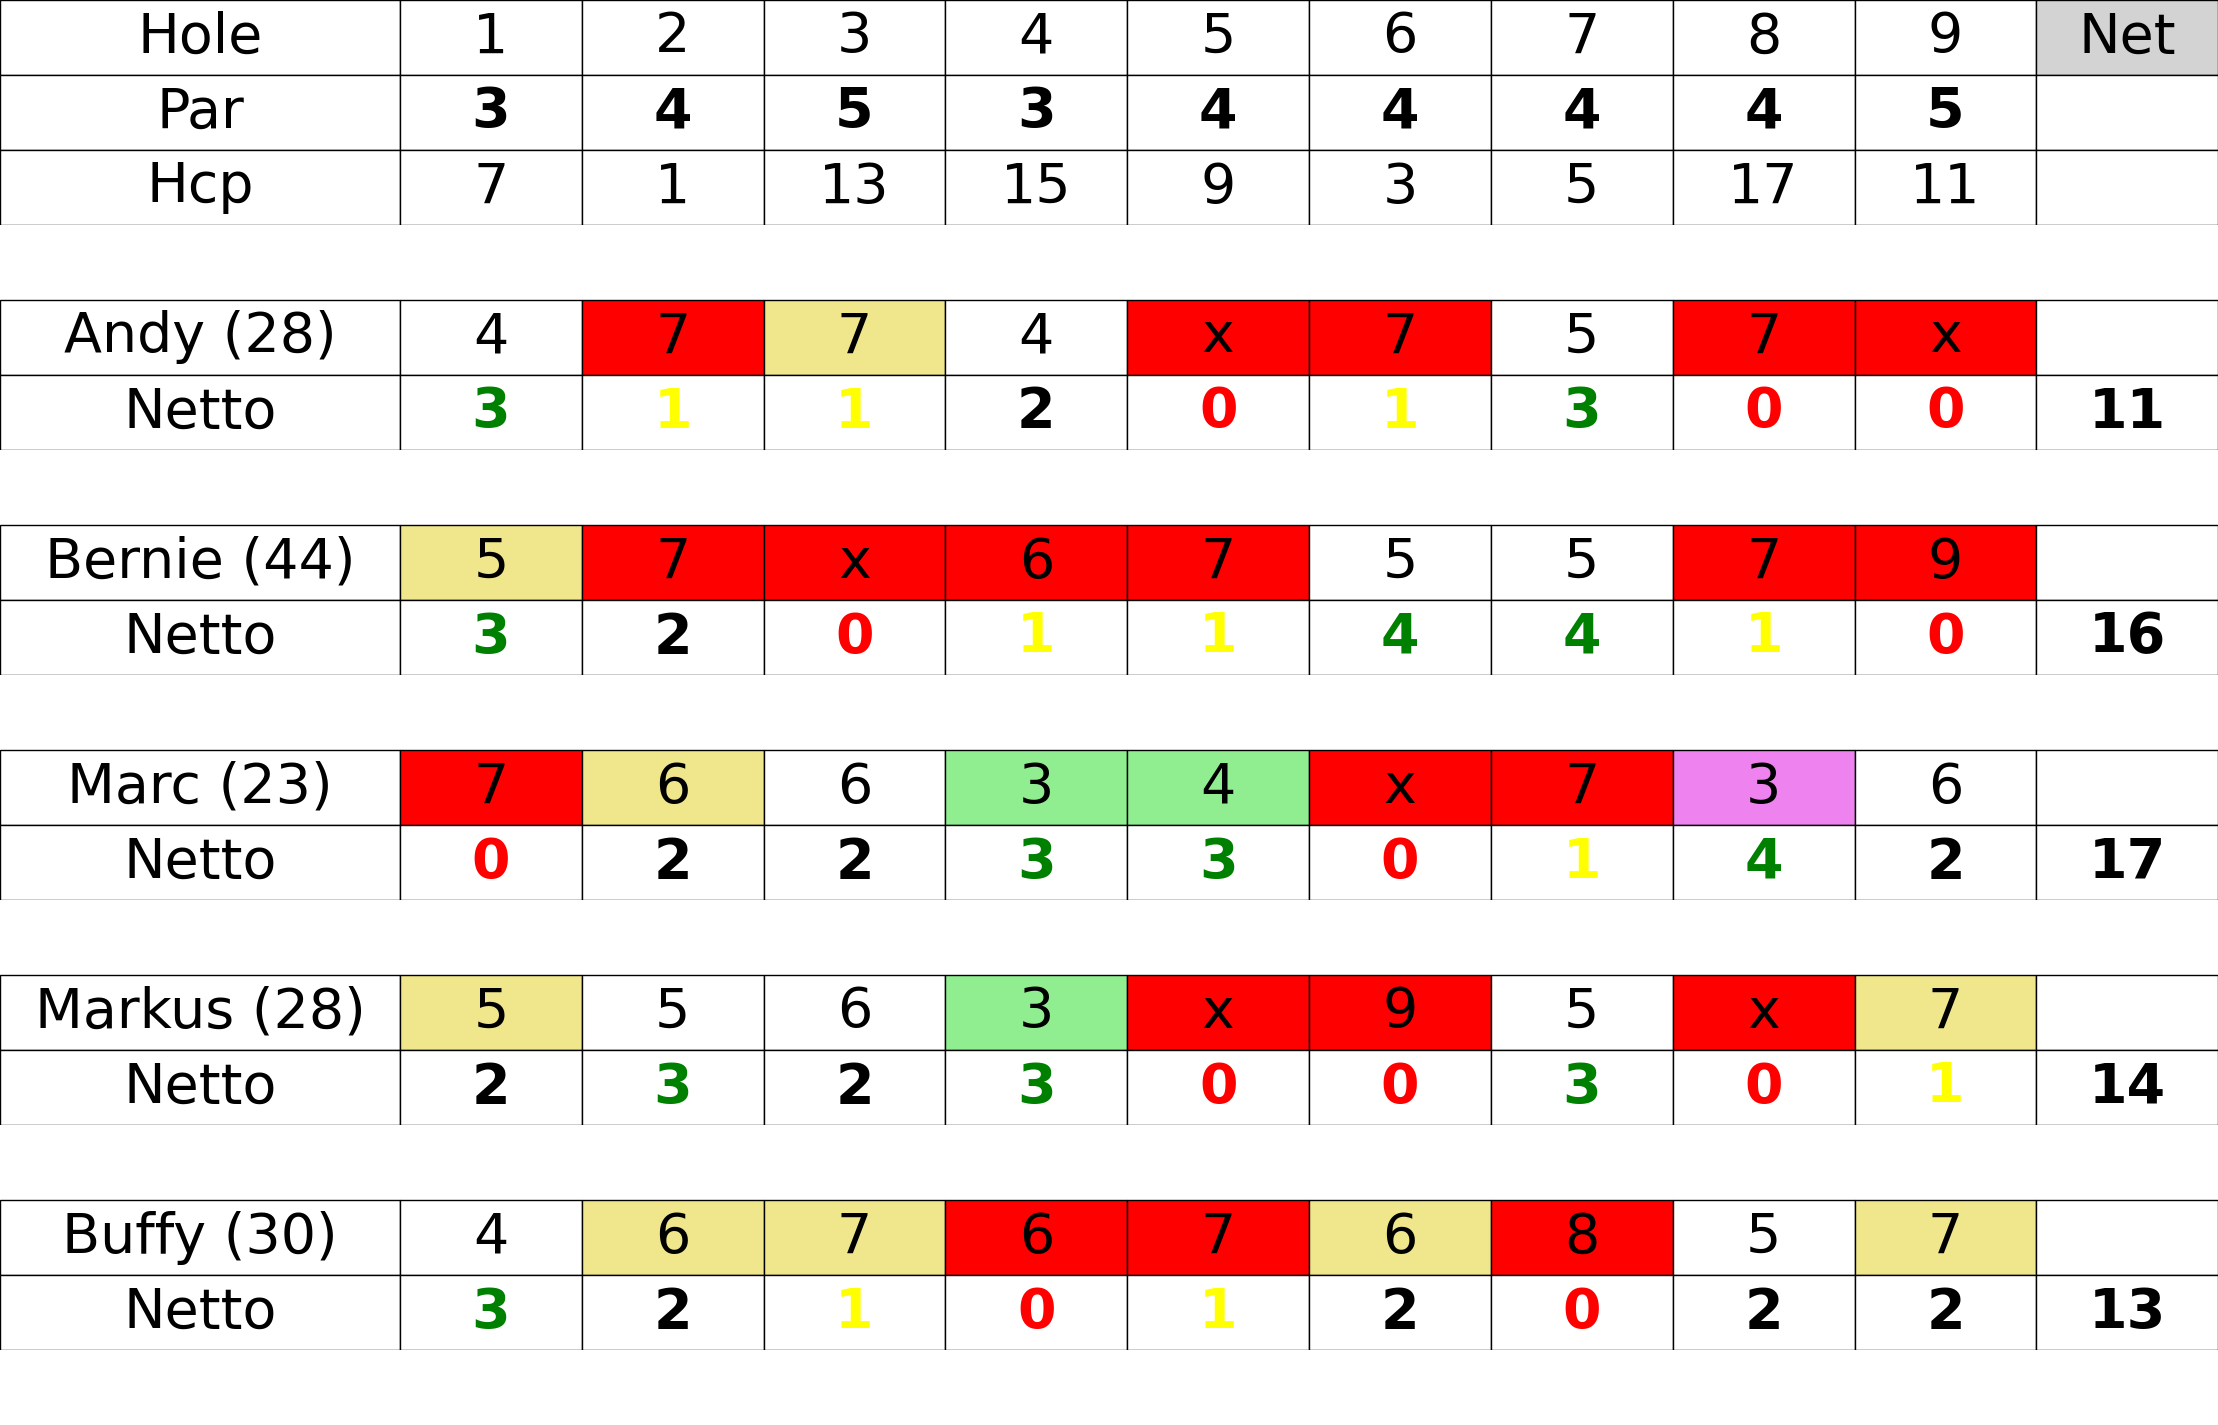 Hole 1 2 3 4 5 6 7 8 9 Net
Par 3 4 5 3 4 4 4 4 5
Hcp 7 1 13 15 9 3 5 17 11
Andy (28) 4 7 7 4 x 7 5 7 x
Netto 3 1 1 2 0 1 3 0 0 11
Bernie (44) 5 7 x 6 7 5 5 7 9
Netto 3 2 0 1 1 4 4 1 0 16
Marc (23) 7 6 6 3 4 x 7 3 6
Netto 0 2 2 3 3 0 1 4 2 17
Markus (28) 5 5 6 3 x 9 5 x 7
Netto 2 3 2 3 0 0 3 0 1 14
Buffy (30) 4 6 7 6 7 6 8 5 7
Netto 3 2 1 0 1 2 0 2 2 13